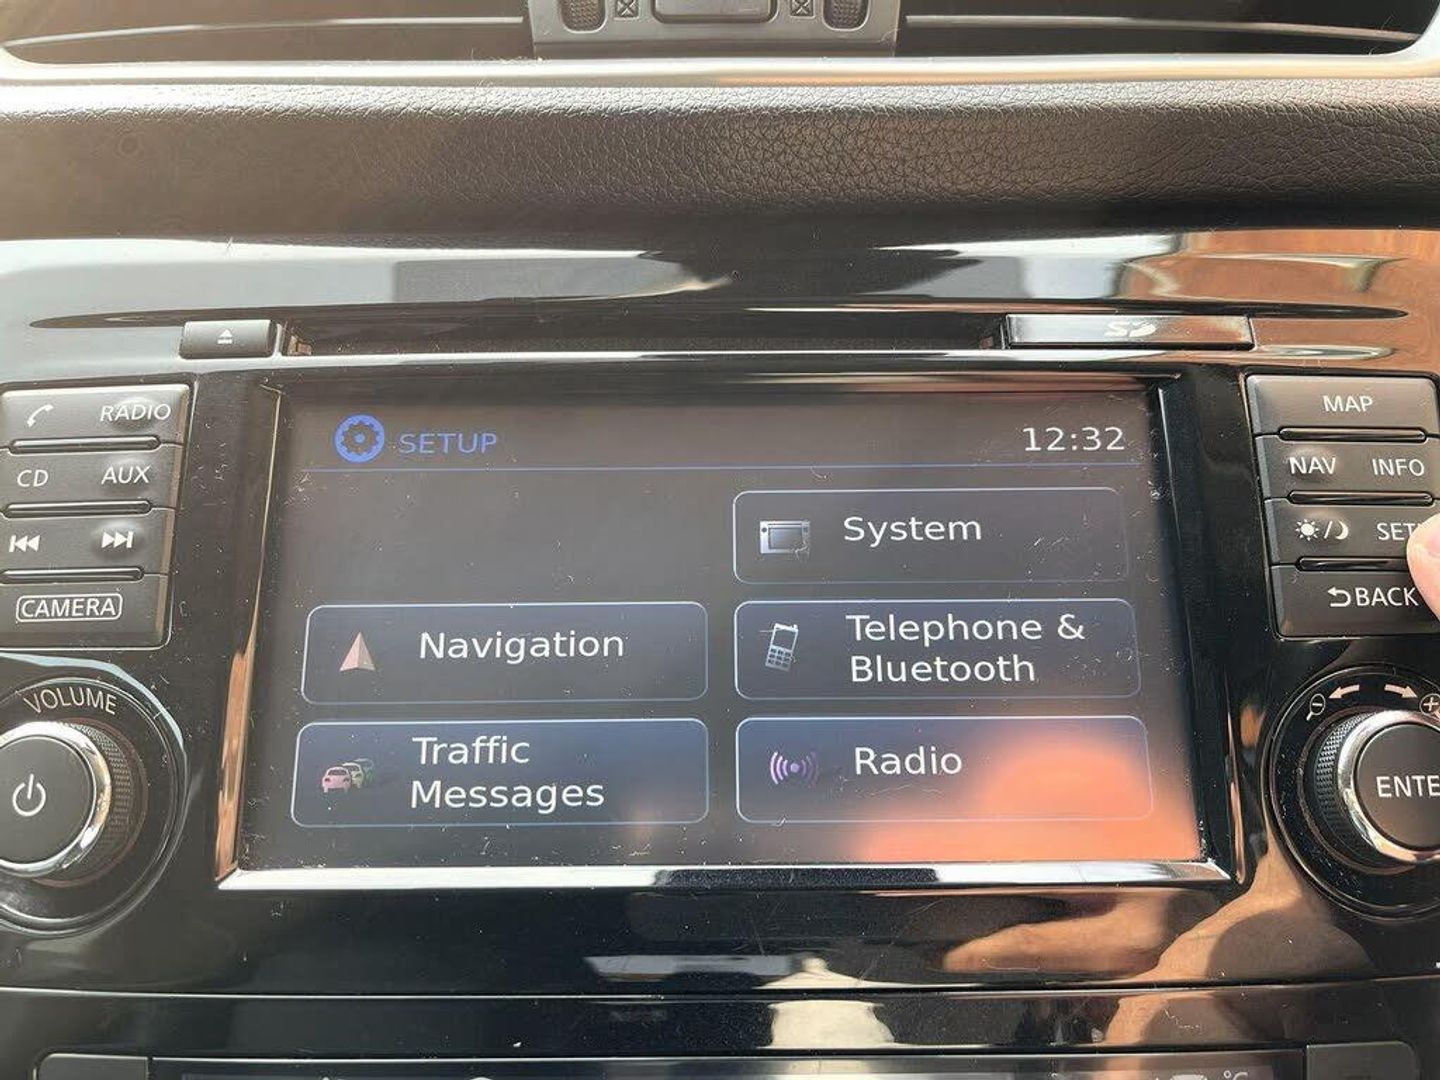 SD
RADIO
CD AUX
CAMERA
VOLUME
SETUP 12:32
System
Navigation
Telephone &
Bluetooth
Traffic
Messages
Radio
MAP
NAV INFO
BACK
°C